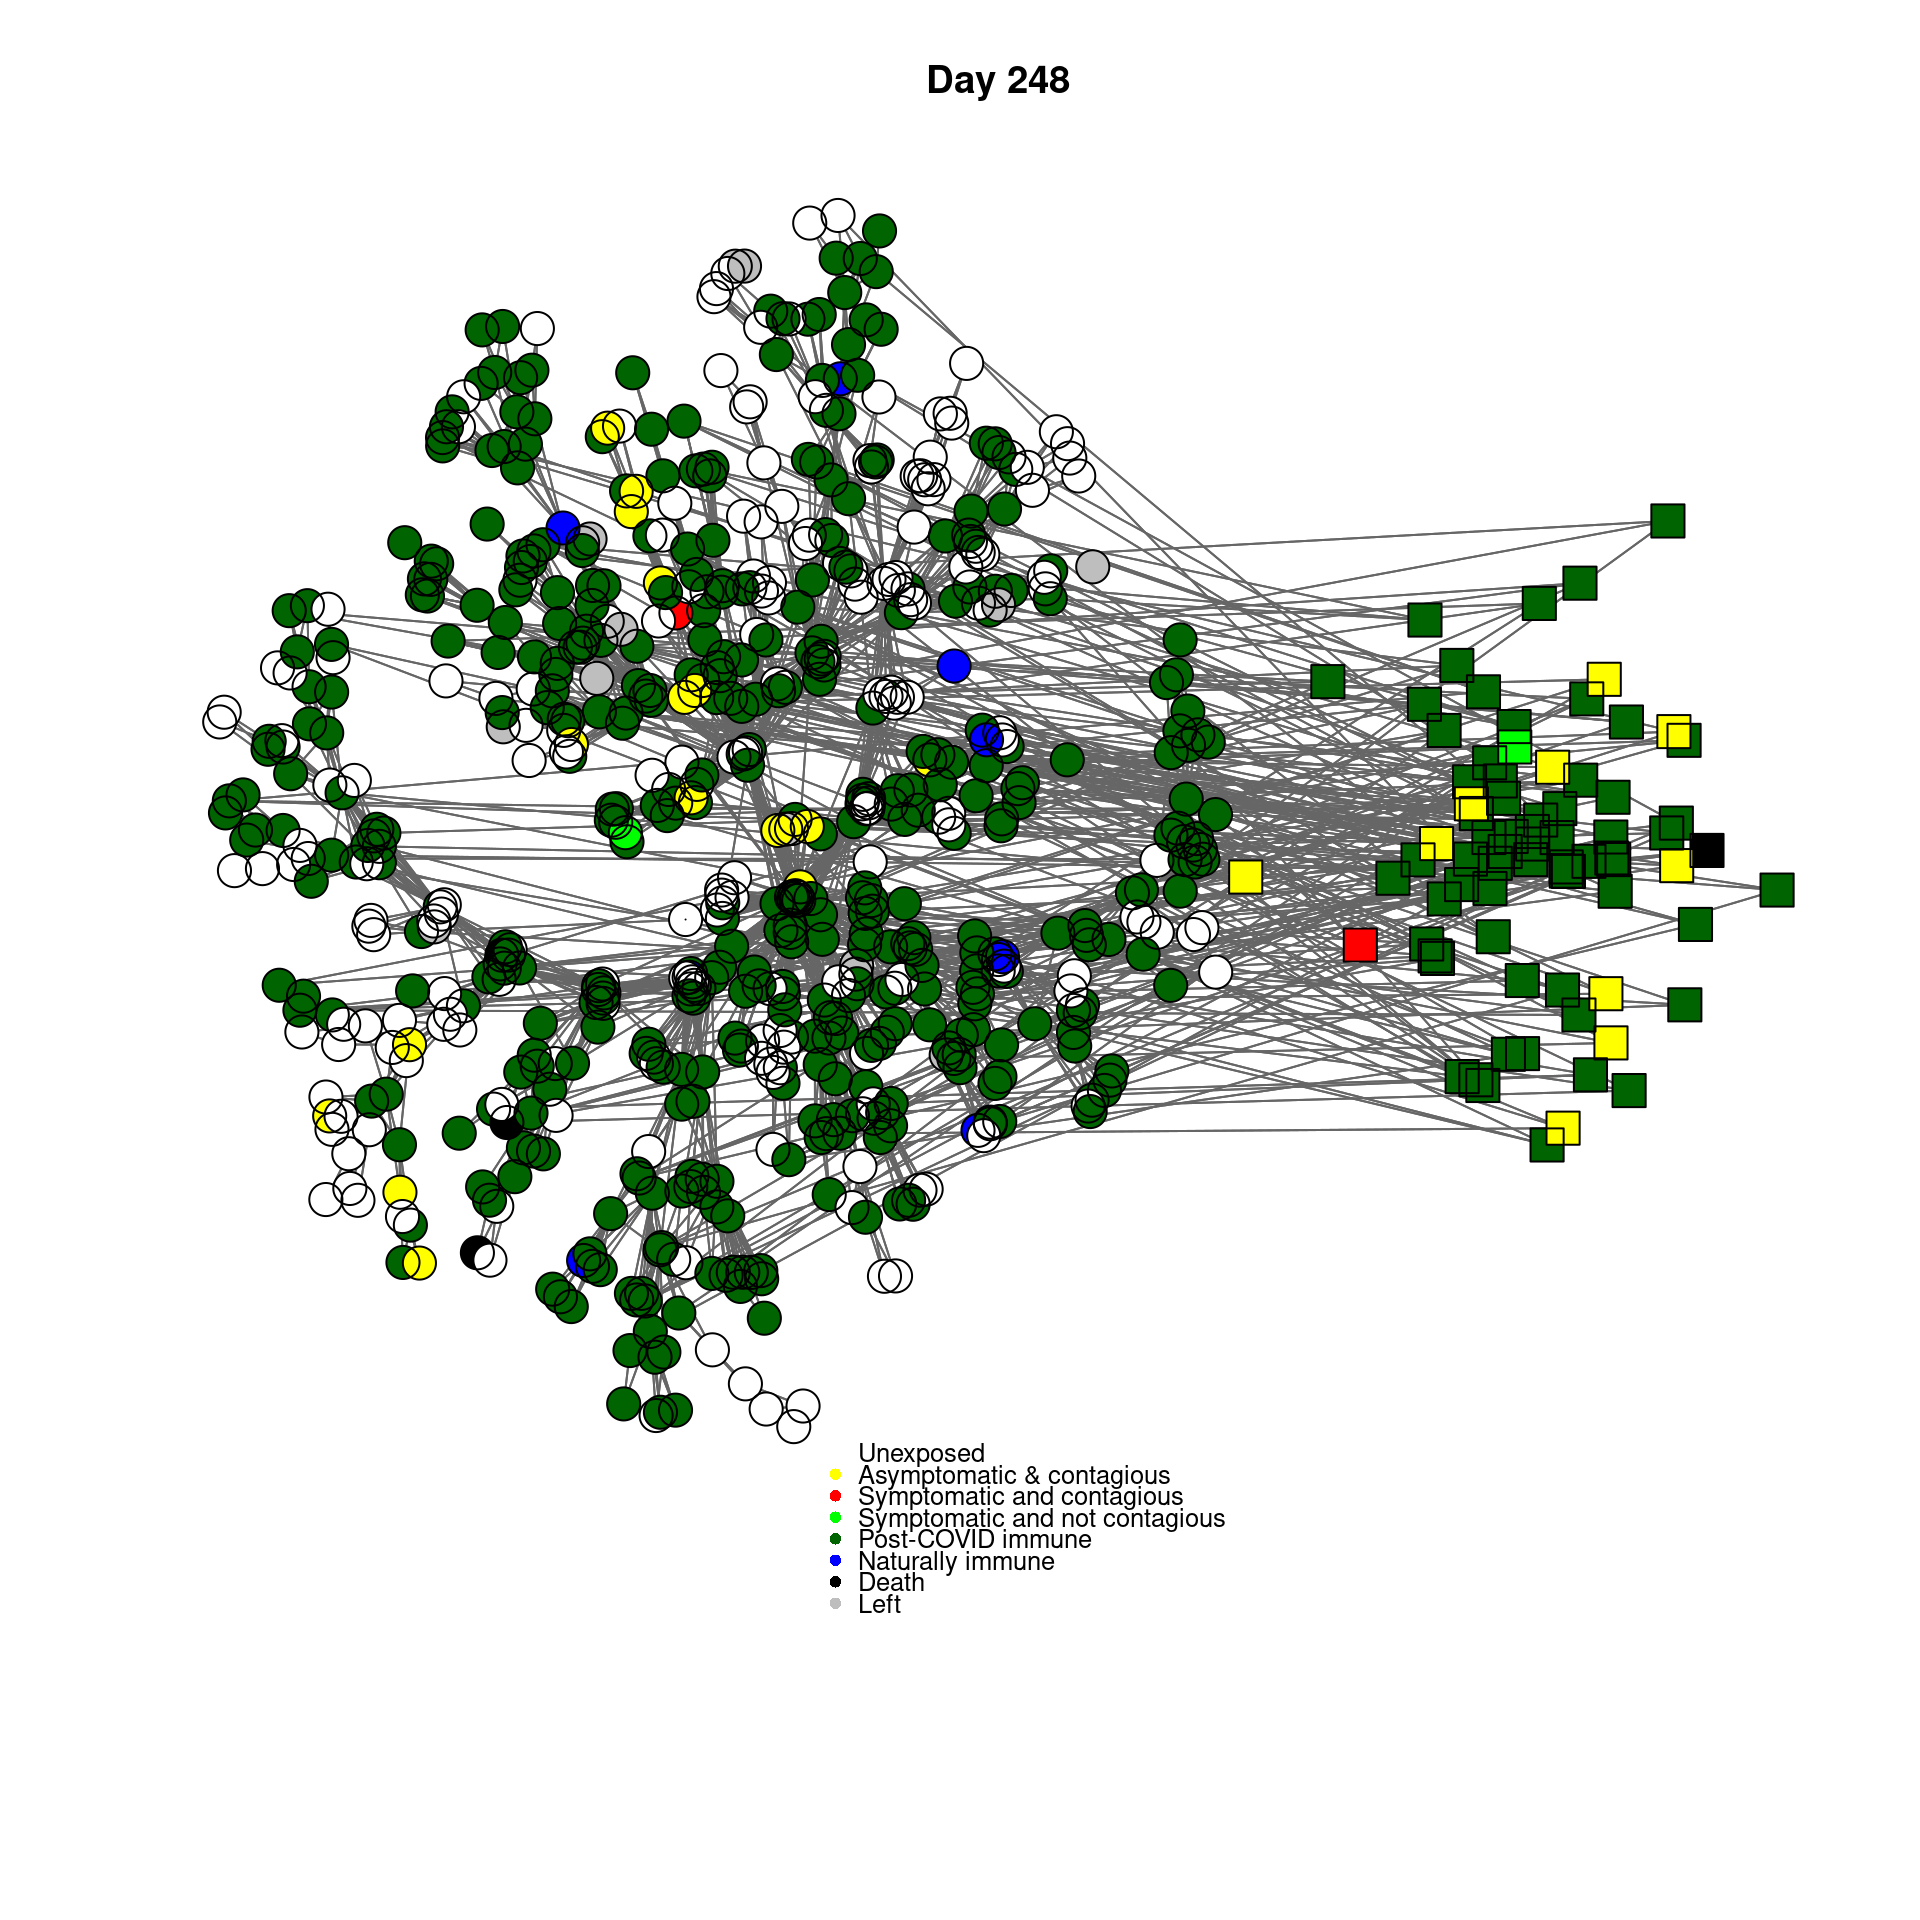 Day 248
Unexposed
Asymptomatic & contagious
Symptomatic and contagious
Symptomatic and not contagious
Post-COVID immune
Naturally immune
Death
Left